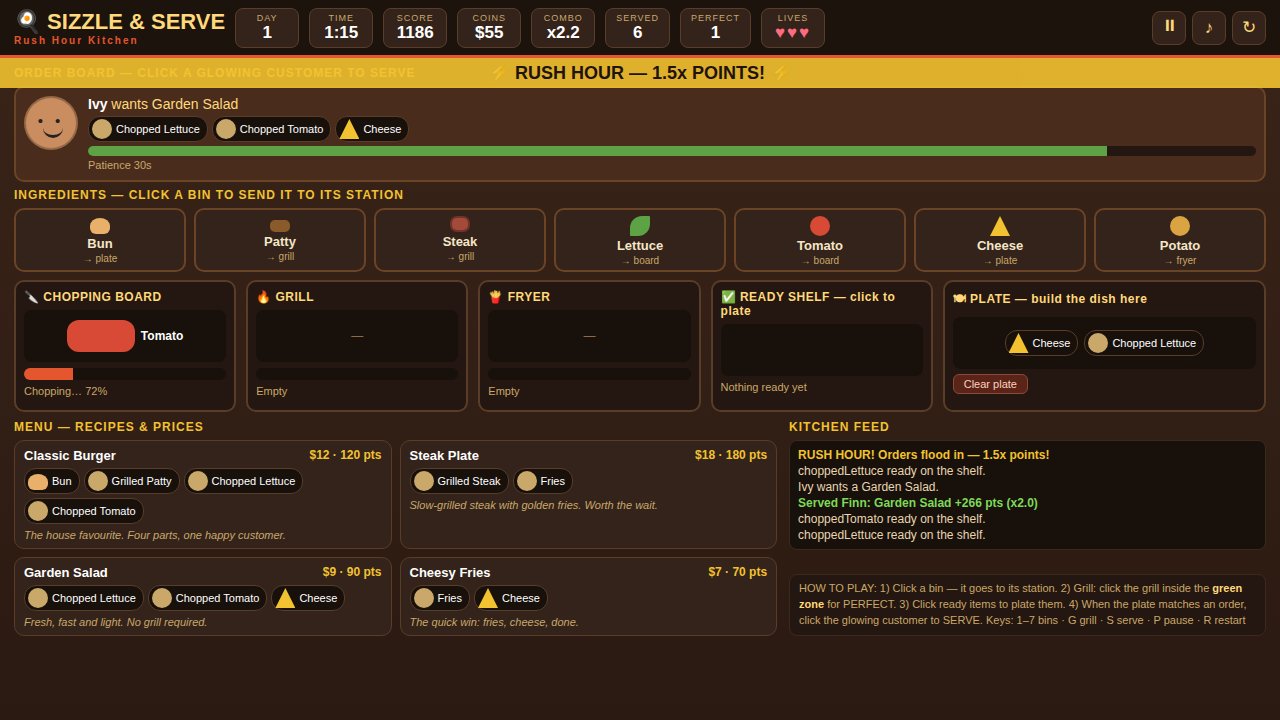 🍳 SIZZLE & SERVE
Rush Hour Kitchen
DAY
1
TIME
1:15
SCORE
1186
COINS
$55
COMBO
x2.2
SERVED
6
PERFECT
1
LIVES
♥♥♥
ORDER BOARD — CLICK A GLOWING CUSTOMER TO SERVE
⚡ RUSH HOUR — 1.5x POINTS! ⚡
Ivy wants Garden Salad
Chopped Lettuce Chopped Tomato Cheese
Patience 30s
INGREDIENTS — CLICK A BIN TO SEND IT TO ITS STATION
Bun
→ plate
Patty
→ grill
Steak
→ grill
Lettuce
→ board
Tomato
→ board
Cheese
→ plate
Potato
→ fryer
🔪 CHOPPING BOARD
Tomato
Chopping… 72%
🔥 GRILL
—
Empty
🍟 FRYER
—
Empty
✅ READY SHELF — click to
plate
Nothing ready yet
🍽 PLATE — build the dish here
Cheese Chopped Lettuce
Clear plate
MENU — RECIPES & PRICES
Classic Burger $12 · 120 pts
Bun Grilled Patty Chopped Lettuce
Chopped Tomato
The house favourite. Four parts, one happy customer.
Steak Plate $18 · 180 pts
Grilled Steak Fries
Slow-grilled steak with golden fries. Worth the wait.
Garden Salad $9 · 90 pts
Chopped Lettuce Chopped Tomato Cheese
Fresh, fast and light. No grill required.
Cheesy Fries $7 · 70 pts
Fries Cheese
The quick win: fries, cheese, done.
KITCHEN FEED
RUSH HOUR! Orders flood in — 1.5x points!
choppedLettuce ready on the shelf.
Ivy wants a Garden Salad.
Served Finn: Garden Salad +266 pts (x2.0)
choppedTomato ready on the shelf.
choppedLettuce ready on the shelf.
HOW TO PLAY: 1) Click a bin — it goes to its station. 2) Grill: click the grill inside the green
zone for PERFECT. 3) Click ready items to plate them. 4) When the plate matches an order,
click the glowing customer to SERVE. Keys: 1–7 bins · G grill · S serve · P pause · R restart